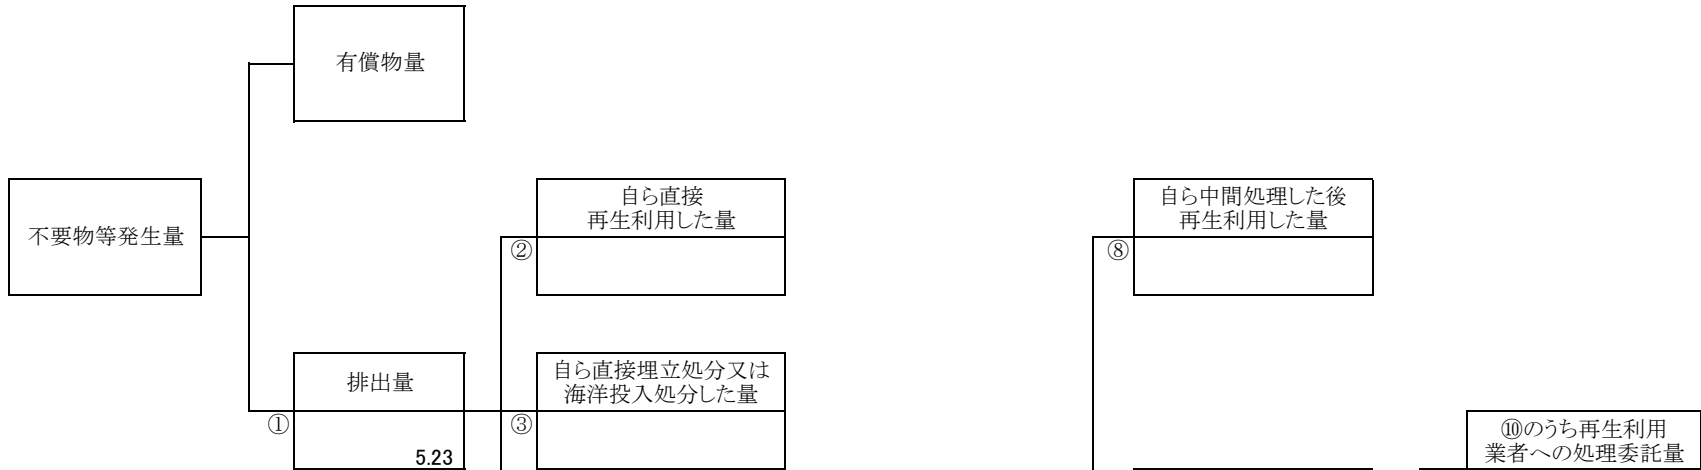 有償物量
不要物等発生量
自ら直接
再生利用した量
②
自ら中間処理した後
再生利用した量
⑧
排出量
①
5.23
自ら直接埋立処分又は
海洋投入処分した量
③
⑩のうち再生利用
業者への処理委託量